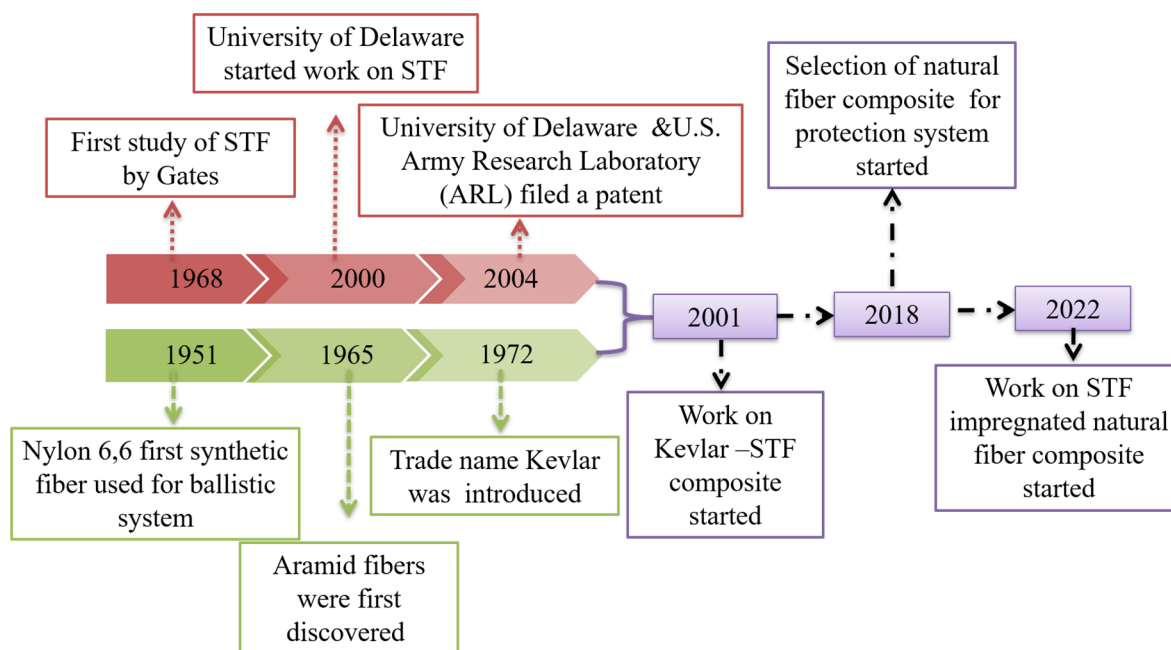 University of Delaware
started work on STF
Selection of natural
fiber composite  for
protection system
started
First study of STF
by Gates
University of Delaware  &U.S.
Army Research Laboratory
(ARL) filed a patent
1968
2000
2004
2001
2018
2022
1951
1965
1972
Nylon 6,6 first synthetic
fiber used for ballistic
system
Trade name Kevlar
was  introduced
Work on
Kevlar –STF
composite
started
Work on STF
impregnated natural
fiber composite
started
Aramid fibers
were first
discovered